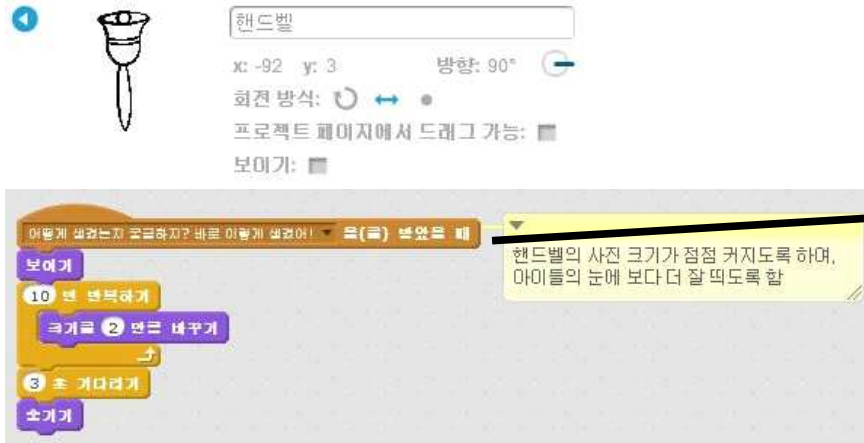 핸드벨
x: -92 y: 3 방향: 90°
회전 방식:
프로젝트 페이지에서 드래그 가능:
보이기:
어떻게 생겼는지 궁금하지? 바로 이렇게 생겼어! 을(를) 받았을 때
핸드벨의 사진 크기가 점점 커지도록 하며,
아이들의 눈에 보다 더 잘 띄도록 함
보이기
10 번 반복하기
크기를 2 만큼 바꾸기
3 초 기다리기
숨기기